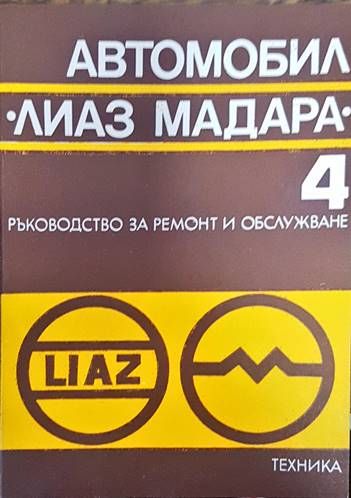 АВТОМОБИЛ
·ЛИАЗ МАДАРА·
4
РЪКОВОДСТВО ЗА РЕМОНТ И ОБСЛУЖВАНЕ
LIAZ
ТЕХНИКА